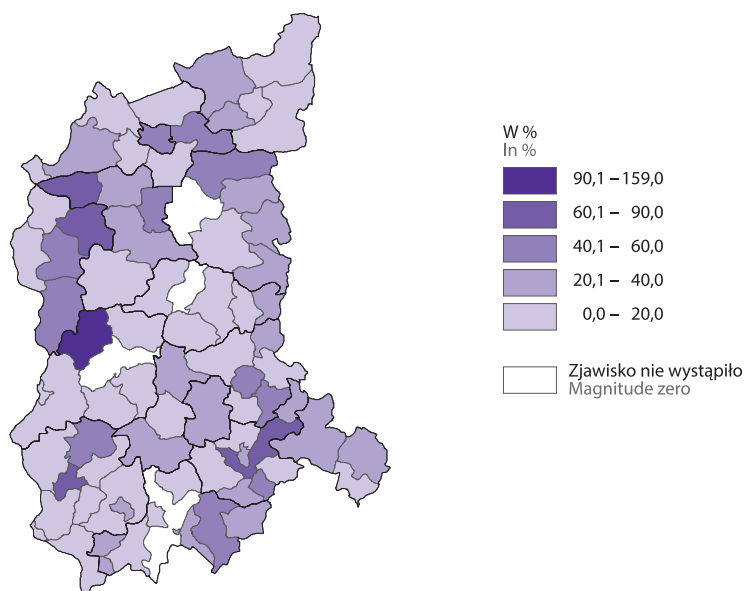 W %
In %
90,1 – 159,0
60,1 – 90,0
40,1 – 60,0
20,1 – 40,0
0,0 – 20,0
Zjawisko nie wystąpiło
Magnitude zero